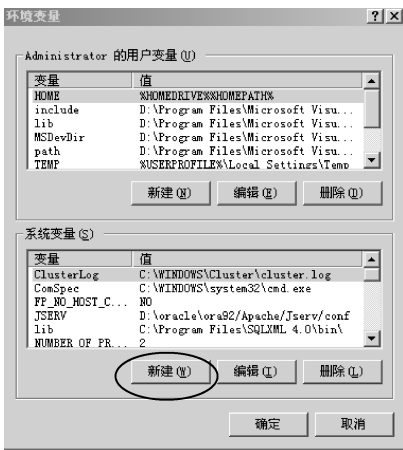 环境变量
Administrator 的用户变量(U)
变量 值
HOME %HOMEDRIVE%%HOMEPATH%
include D:\Program Files\Microsoft Visu...
lib D:\Program Files\Microsoft Visu...
MSDevDir D:\Program Files\Microsoft Visu...
path D:\Program Files\Microsoft Visu...
TEMP %USERPROFILE%\Local Settings\Temp
新建(N) 编辑(E) 删除(D)
系统变量(S)
变量 值
ClusterLog C:\WINDOWS\Cluster\cluster.log
ComSpec C:\WINDOWS\system32\cmd.exe
FP_NO_HOST_C... NO
JSERV D:\oracle\ora92/Apache/Jserv/conf
lib C:\Program Files\SQLXML 4.0\bin\
NUMBER_OF_PR... 2
新建(W) 编辑(I) 删除(L)
确定 取消